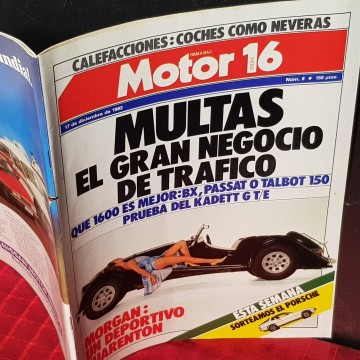 CALEFACCIONES: COCHES COMO NEVERAS
SEMANAL
Motor 16
17 de diciembre de 1983
Núm. 8 ★ 150 ptas.
MULTAS
EL GRAN NEGOCIO
DE TRAFICO
QUE 1600 ES MEJOR: BX, PASSAT O TALBOT 150
PRUEBA DEL KADETT GTE
MORGAN:
UN DEPORTIVO
CHARENTON
ESTA SEMANA
SORTEAMOS EL PORSCHE